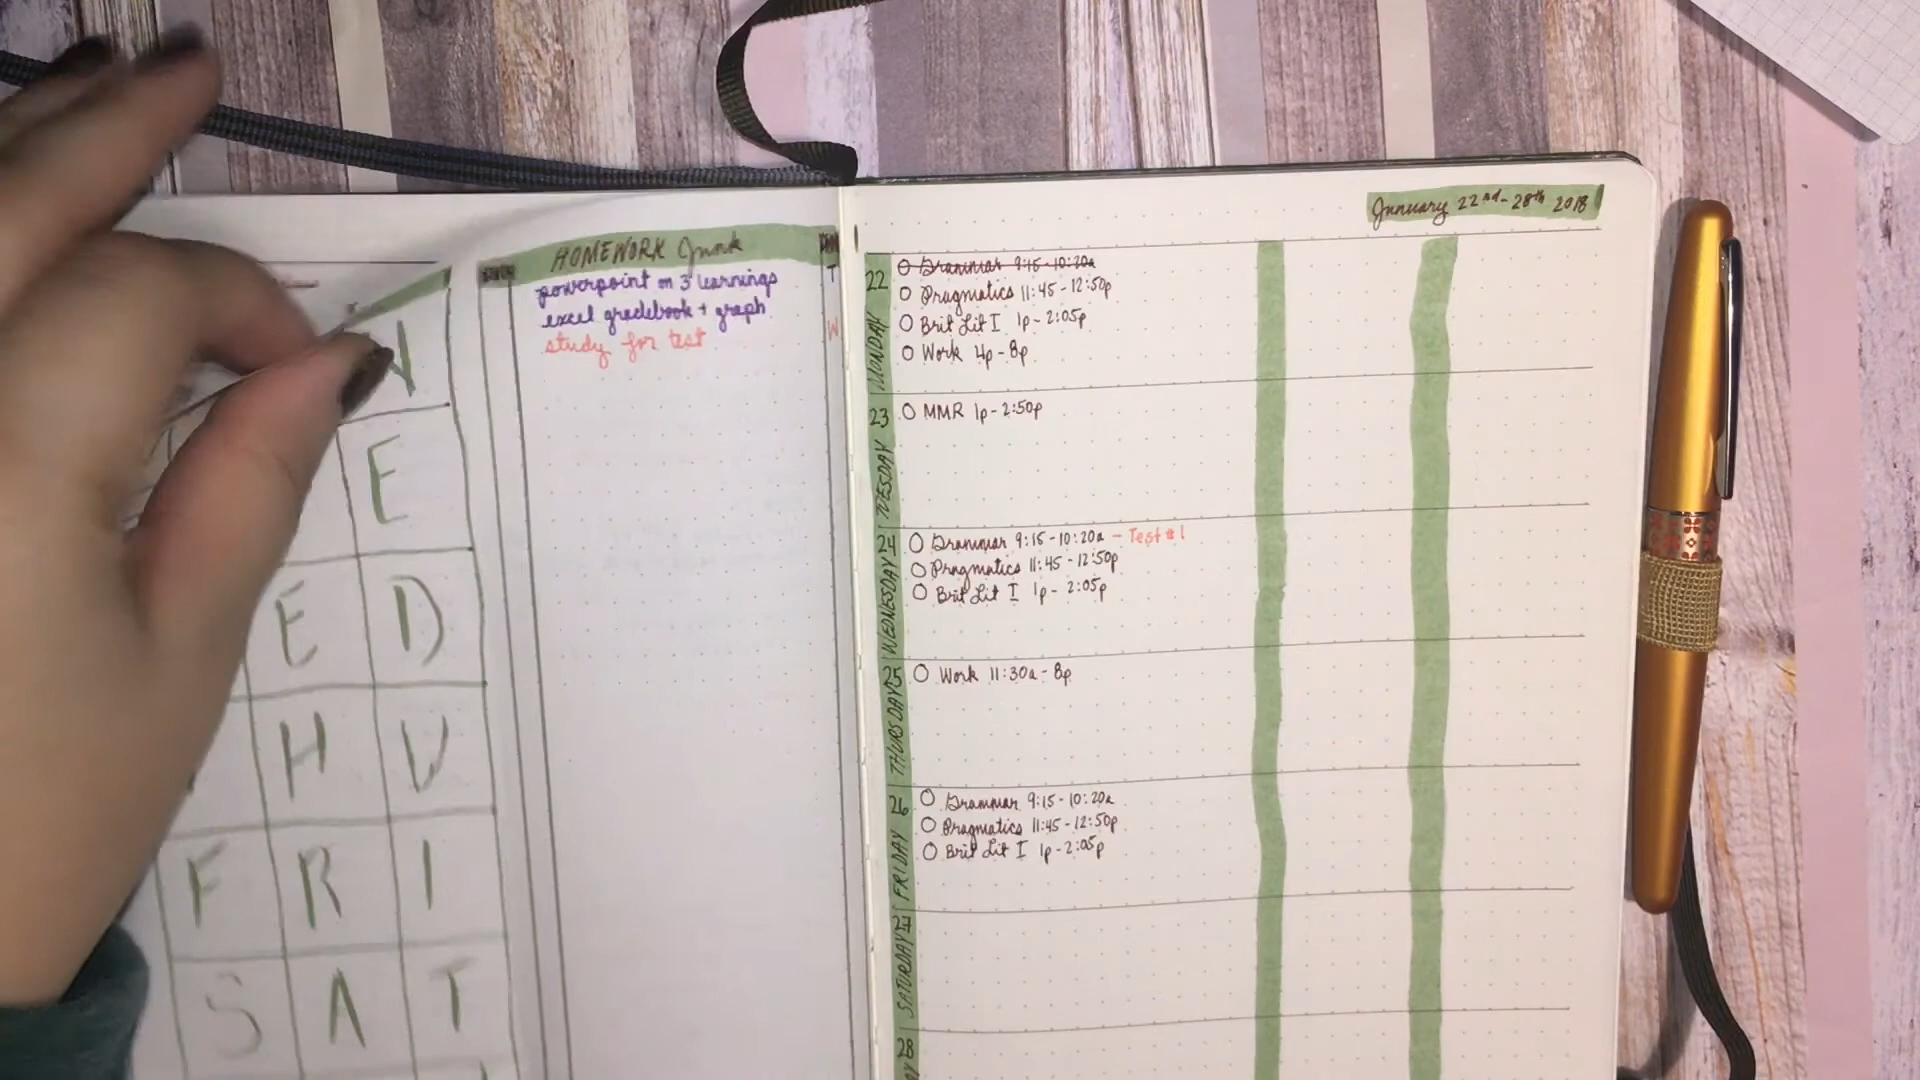 HOMEWORK Junk
powerpoint on 3 learnings
excel gradebook + graph
study for test
T
W
N
E
E D
H U
F R I
S A T
January 22nd - 28th 2018
22 MONDAY
Grammar 9:15 - 10:20a
Pragmatics 11:45 - 12:50p
Brit Lit I 1p - 2:05p
Work 4p - 8p
23 TUESDAY
MMR 1p - 2:50p
24 WEDNESDAY
Grammar 9:15 - 10:20a - Test #1
Pragmatics 11:45 - 12:50p
Brit Lit I 1p - 2:05p
25 THURSDAY
Work 11:30a - 8p
26 FRIDAY
Grammar 9:15 - 10:20a
Pragmatics 11:45 - 12:50p
Brit Lit I 1p - 2:05p
27 SATURDAY
28